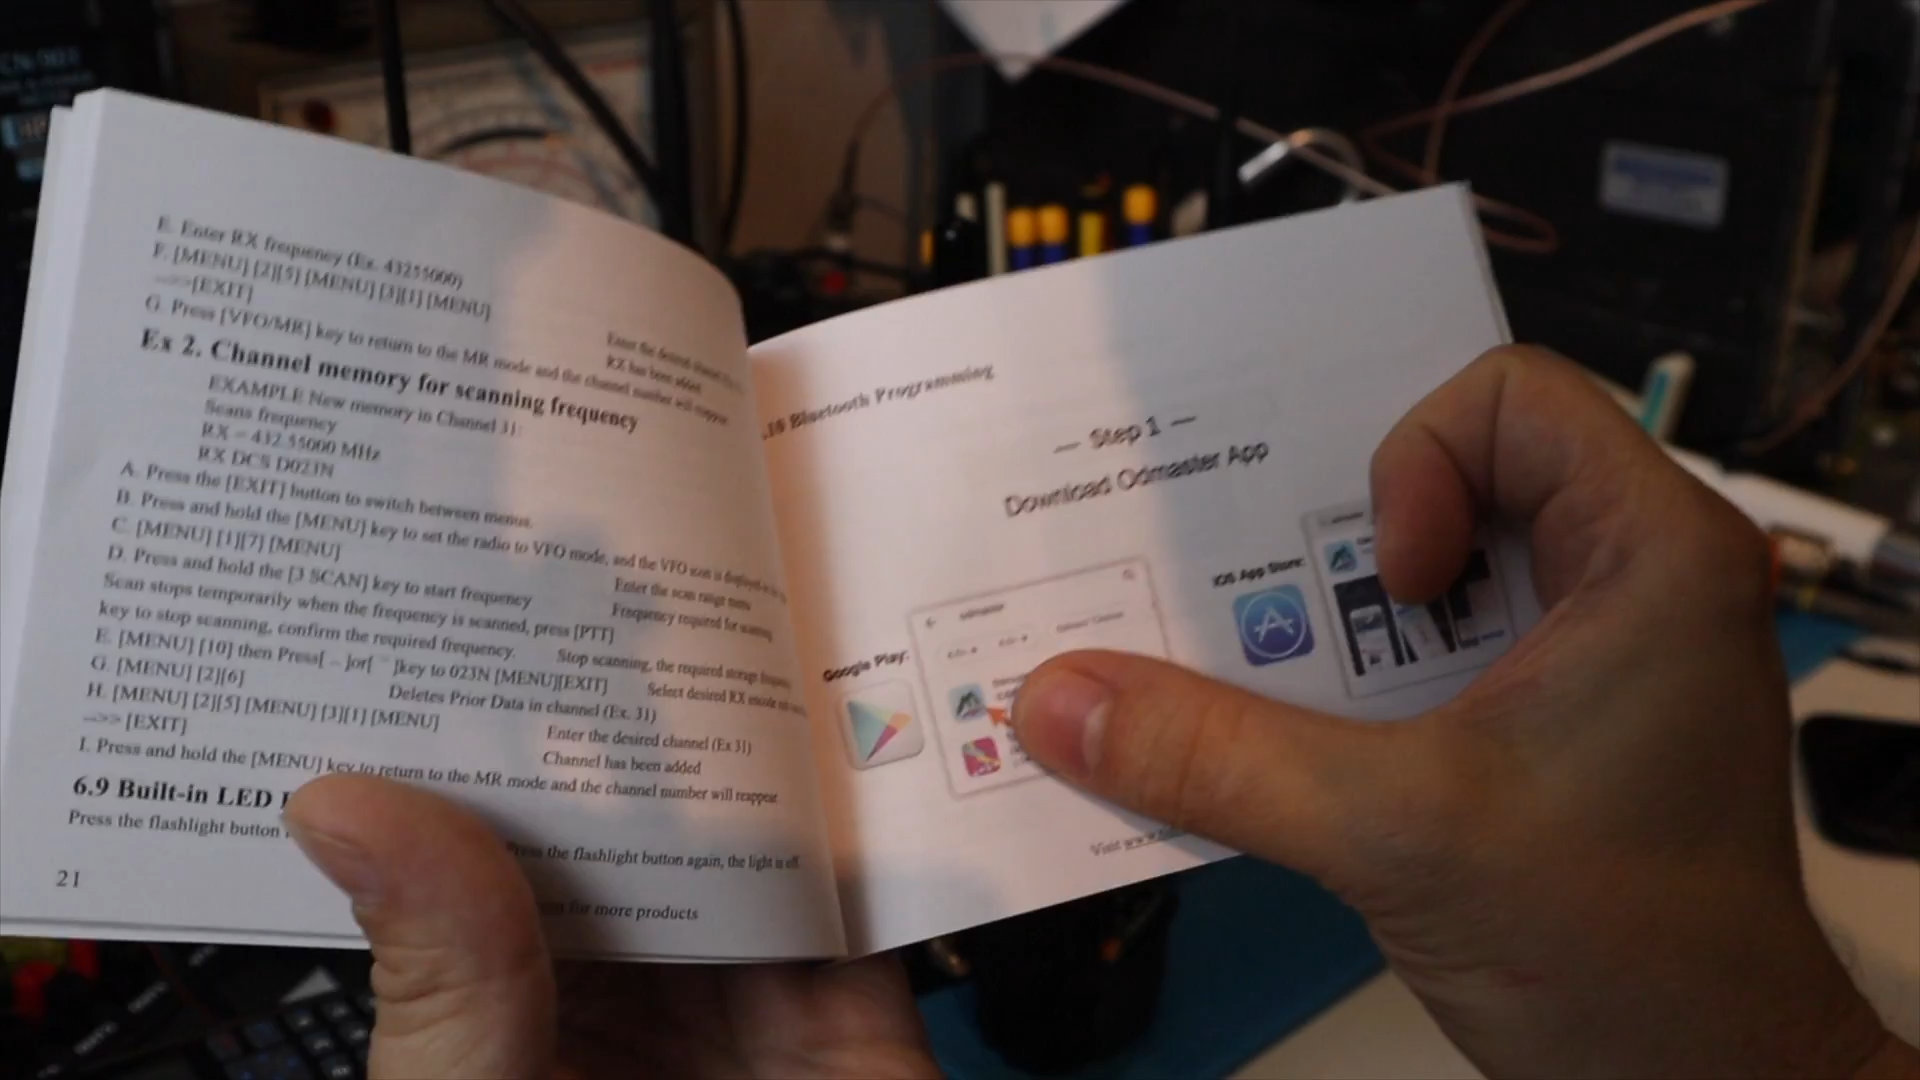 E. Enter RX frequency (Ex. 43255000)
F. [MENU] [2][5] [MENU] [3][1] [MENU]
-->>[EXIT]
Enter the desired channel
RX has been added
G. Press [VFO/MR] key to return to the MR mode and the channel number will reappear.
Ex 2. Channel memory for scanning frequency
EXAMPLE New memory in Channel 31:
Scans frequency
RX = 432.55000 MHz
RX DCS D023N
A. Press the [EXIT] button to switch between menus.
B. Press and hold the [MENU] key to set the radio to VFO mode, and the VFO icon is displayed
C. [MENU] [1][7] [MENU]
Enter the scan range
D. Press and hold the [3 SCAN] key to start frequency
Frequency required for scanning
Scan stops temporarily when the frequency is scanned, press [PTT]
key to stop scanning, confirm the required frequency.
Stop scanning, the required storage frequency
E. [MENU] [10] then Press[ – ]or[ ]key to 023N [MENU][EXIT]
Select desired RX mode
G. [MENU] [2][6]
Deletes Prior Data in channel (Ex. 31)
H. [MENU] [2][5] [MENU] [3][1] [MENU]
Enter the desired channel (Ex 31)
-->> [EXIT]
Channel has been added
I. Press and hold the [MENU] key to return to the MR mode and the channel number will reappear.
6.9 Built-in LED
Press the flashlight button
Press the flashlight button again, the light is off.
for more products
21
.10 Bluetooth Programming
— Step 1 —
Download Odmaster App
Google Play:
odmaster
iOS App Store:
Visit